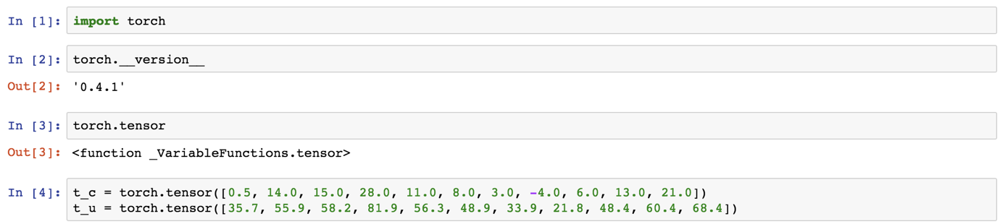 In [1]: import torch
In [2]: torch.__version__
Out[2]: '0.4.1'
In [3]: torch.tensor
Out[3]: <function _VariableFunctions.tensor>
In [4]: t_c = torch.tensor([0.5, 14.0, 15.0, 28.0, 11.0, 8.0, 3.0, -4.0, 6.0, 13.0, 21.0])
t_u = torch.tensor([35.7, 55.9, 58.2, 81.9, 56.3, 48.9, 33.9, 21.8, 48.4, 60.4, 68.4])